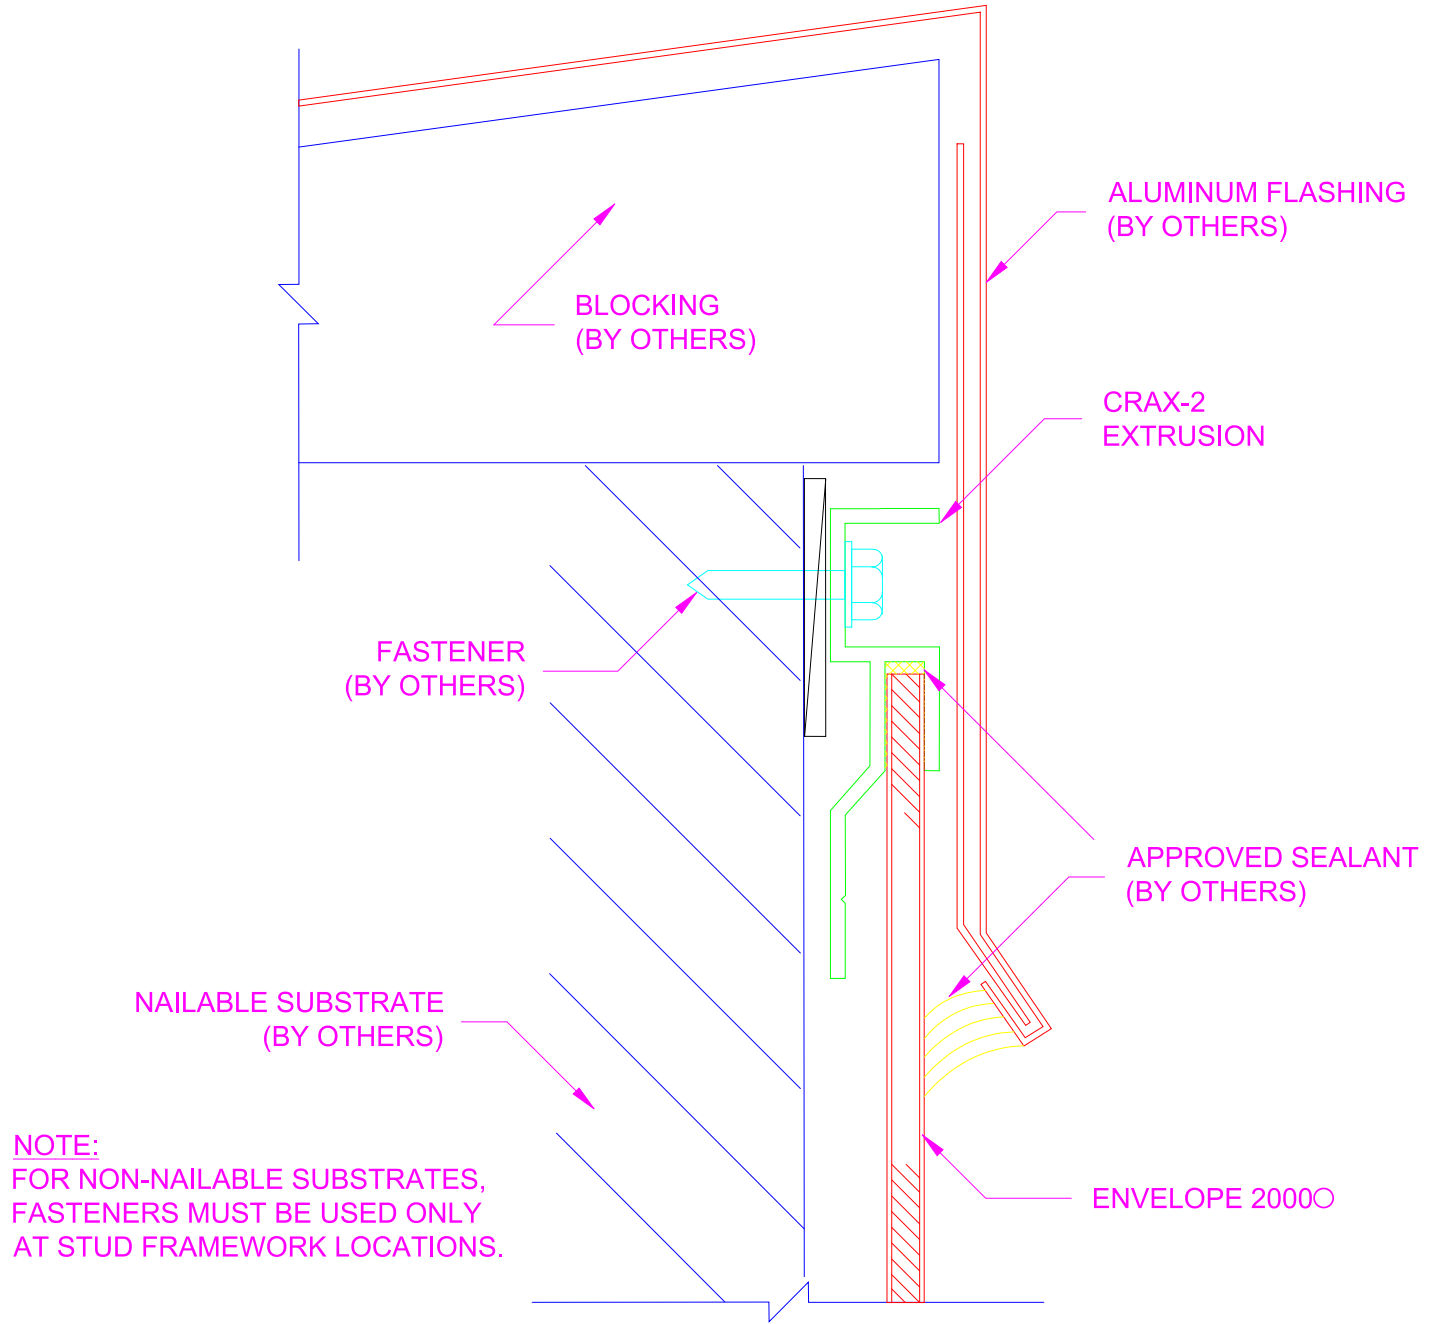 ALUMINUM FLASHING
(BY OTHERS)
BLOCKING
(BY OTHERS)
CRAX-2
EXTRUSION
FASTENER
(BY OTHERS)
APPROVED SEALANT
(BY OTHERS)
NAILABLE SUBSTRATE
(BY OTHERS)
NOTE:
FOR NON-NAILABLE SUBSTRATES,
FASTENERS MUST BE USED ONLY
AT STUD FRAMEWORK LOCATIONS.
ENVELOPE 2000○